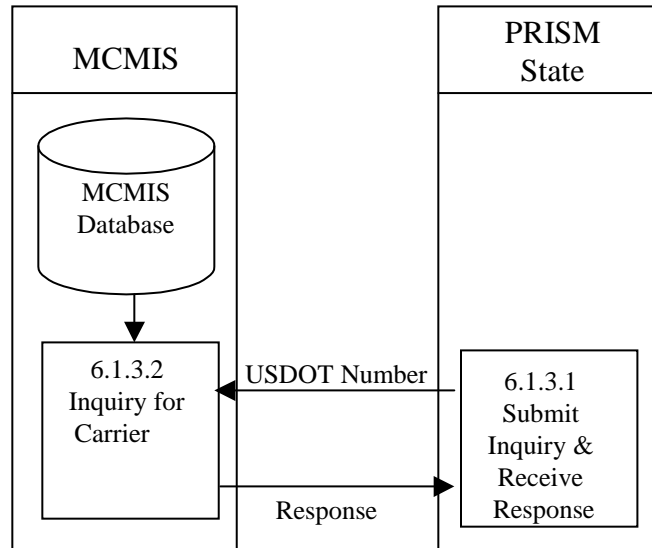 MCMIS
PRISM
State
MCMIS
Database
6.1.3.2
Inquiry for
Carrier
USDOT Number
6.1.3.1
Submit
Inquiry &
Receive
Response
Response